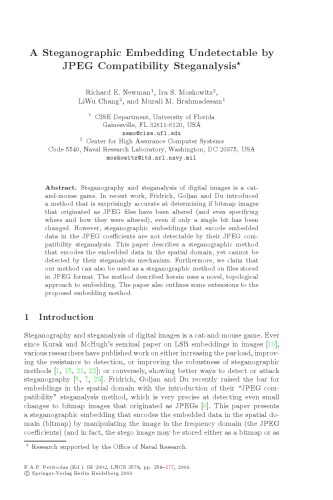 A Steganographic Embedding Undetectable by
JPEG Compatibility Steganalysis*
Richard E. Newman1, Ira S. Moskowitz2,
LiWu Chang2, and Murali M. Brahmadesam1
1 CISE Department, University of Florida
Gainesville, FL 32611-6120, USA
nemo@cise.ufl.edu
2 Center for High Assurance Computer Systems
Code 5540, Naval Research Laboratory, Washington, DC 20375, USA
moskowitz@itd.nrl.navy.mil
Abstract. Steganography and steganalysis of digital images is a cat-
and-mouse game. In recent work, Fridrich, Goljan and Du introduced
a method that is surprisingly accurate at determining if bitmap images
that originated as JPEG files have been altered (and even specifying
where and how they were altered), even if only a single bit has been
changed. However, steganographic embeddings that encode embedded
data in the JPEG coefficients are not detectable by their JPEG com-
patibility steganalysis. This paper describes a steganographic method
that encodes the embedded data in the spatial domain, yet cannot be
detected by their steganalysis mechanism. Furthermore, we claim that
our method can also be used as a steganographic method on files stored
in JPEG format. The method described herein uses a novel, topological
approach to embedding. The paper also outlines some extensions to the
proposed embedding method.
1 Introduction
Steganography and steganalysis of digital images is a cat-and-mouse game. Ever
since Kurak and McHugh's seminal paper on LSB embeddings in images [10],
various researchers have published work on either increasing the payload, improv-
ing the resistance to detection, or improving the robustness of steganographic
methods [1, 15, 21, 22]; or conversely, showing better ways to detect or attack
steganography [5, 7, 23]. Fridrich, Goljan and Du recently raised the bar for
embeddings in the spatial domain with the introduction of their "JPEG com-
patibility" steganalysis method, which is very precise at detecting even small
changes to bitmap images that originated as JPEGs [6]. This paper presents
a steganographic embedding that encodes the embedded data in the spatial do-
main (bitmap) by manipulating the image in the frequency domain (the JPEG
coefficients) (and in fact, the stego image may be stored either as a bitmap or as
* Research supported by the Office of Naval Research.
F.A.P. Petitcolas (Ed.): IH 2002, LNCS 2578, pp. 258–277, 2003.
© Springer-Verlag Berlin Heidelberg 2003